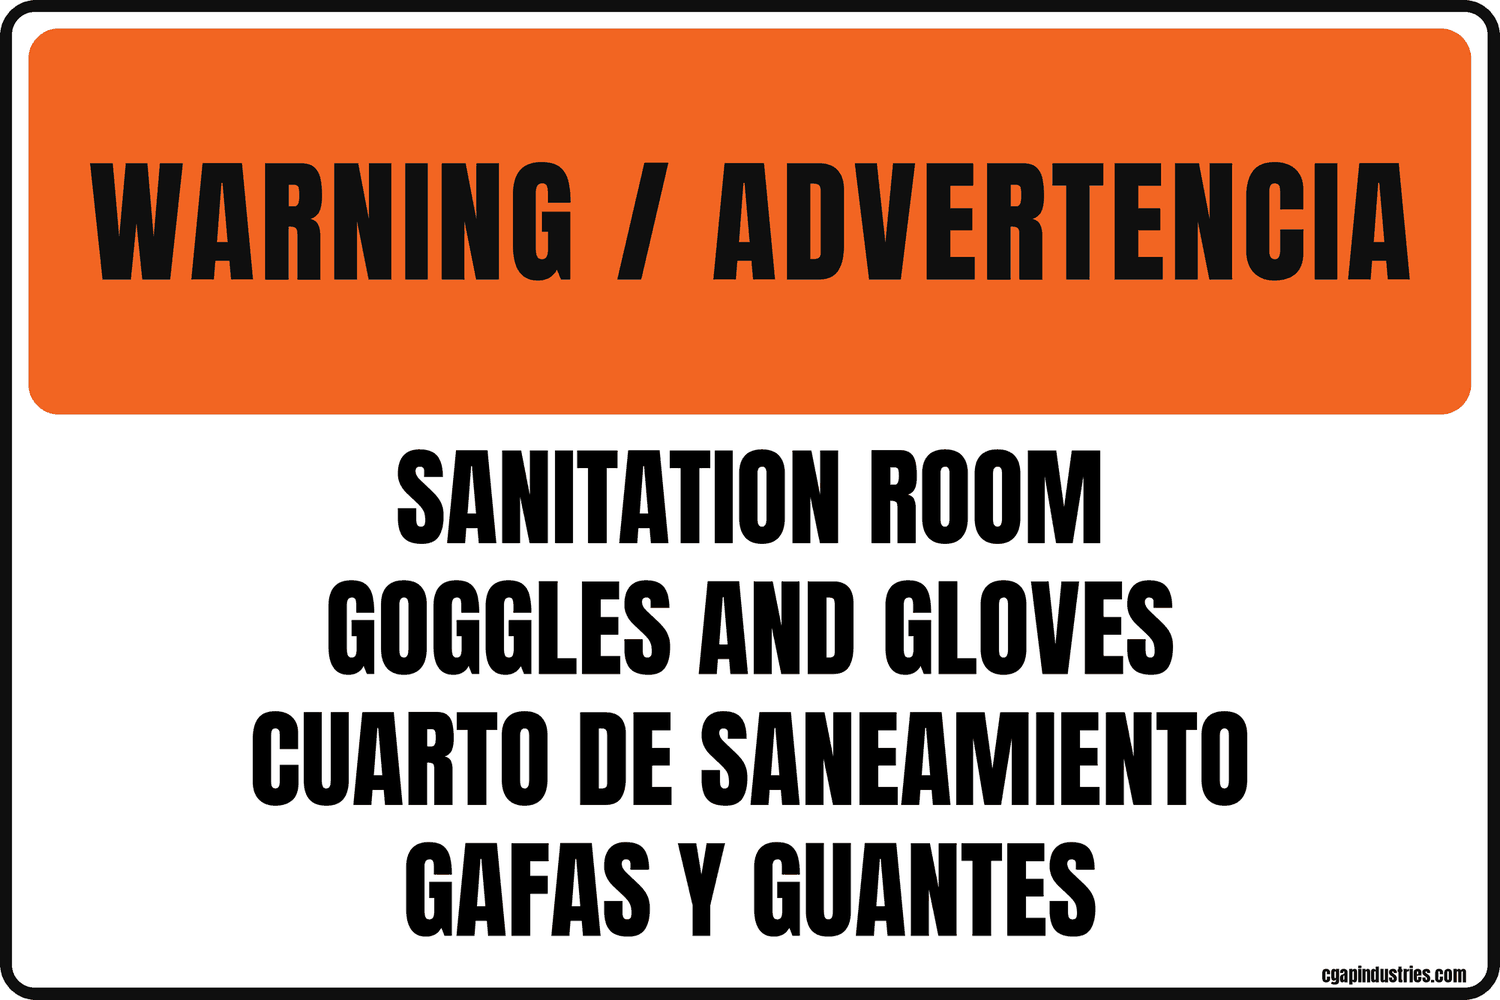 WARNING / ADVERTENCIA
SANITATION ROOM
GOGGLES AND GLOVES
CUARTO DE SANEAMIENTO
GAFAS Y GUANTES
cgapindustries.com